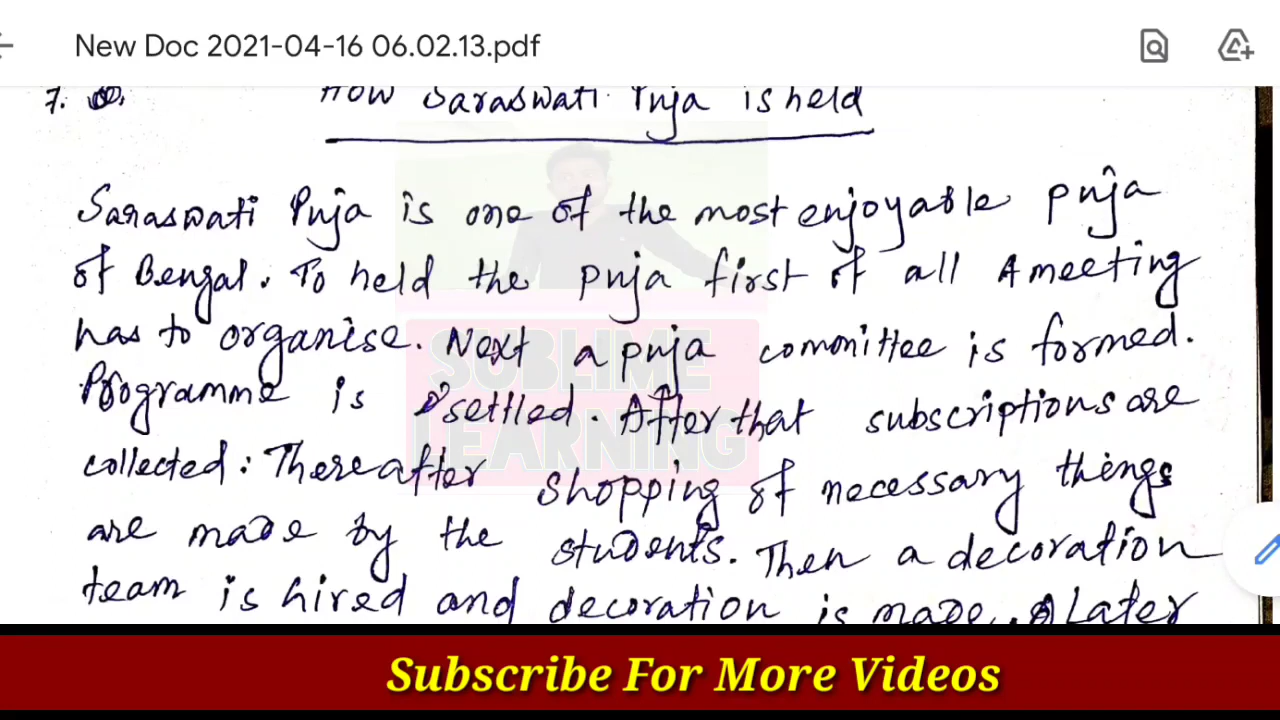 New Doc 2021-04-16 06.02.13.pdf
7. How Saraswati Puja is held
Saraswati Puja is one of the most enjoyable puja
of Bengal. To held the puja first of all A meeting
has to organise. Next a puja committee is formed.
Programme is settled. After that subscriptions are
collected. Thereafter shopping of necessary things
are made by the students. Then a decoration
team is hired and decoration is made. Later
SUBLIME
LEARNING
Subscribe For More Videos